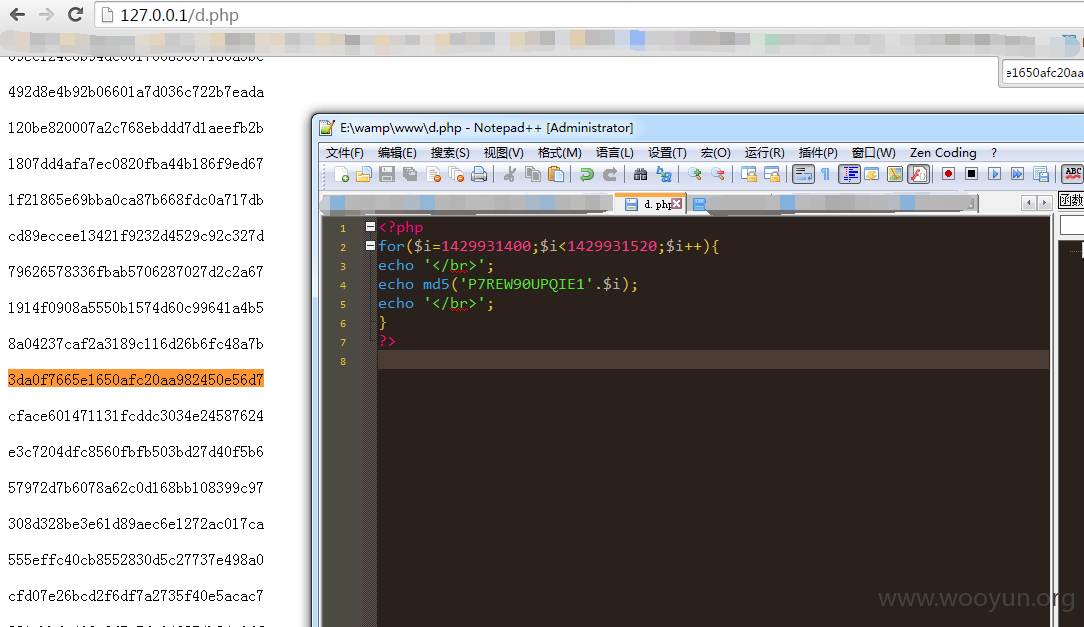 127.0.0.1/d.php
e1650afc20aa
492d8e4b92b06601a7d036c722b7eada
120be820007a2c768ebddd7d1aeefb2b
1807dd4afa7ec0820fba44b186f9ed67
1f21865e69bba0ca87b668fdc0a717db
cd89eccee13421f9232d4529c92c327d
79626578336fbab5706287027d2c2a67
1914f0908a5550b1574d60c99641a4b5
8a04237caf2a3189c116d26b6fc48a7b
3da0f7665e1650afc20aa982450e56d7
cface601471131fcddc3034e24587624
e3c7204dfc8560fbfb503bd27d40f5b6
57972d7b6078a62c0d168bb108399c97
308d328be3e61d89aec6e1272ac017ca
555effc40cb8552830d5c27737e498a0
cfd07e26bcd2f6df7a2735f40e5acac7
E:\wamp\www\d.php - Notepad++ [Administrator]
文件(F) 编辑(E) 搜索(S) 视图(V) 格式(M) 语言(L) 设置(T) 宏(O) 运行(R) 插件(P) 窗口(W) Zen Coding ?
ABC
d.php
函数
1 <?php
2 for($i=1429931400;$i<1429931520;$i++){
3 echo '</br>';
4 echo md5('P7REW90UPQIE1'.$i);
5 echo '</br>';
6 }
7 ?>
8
www.wooyun.org